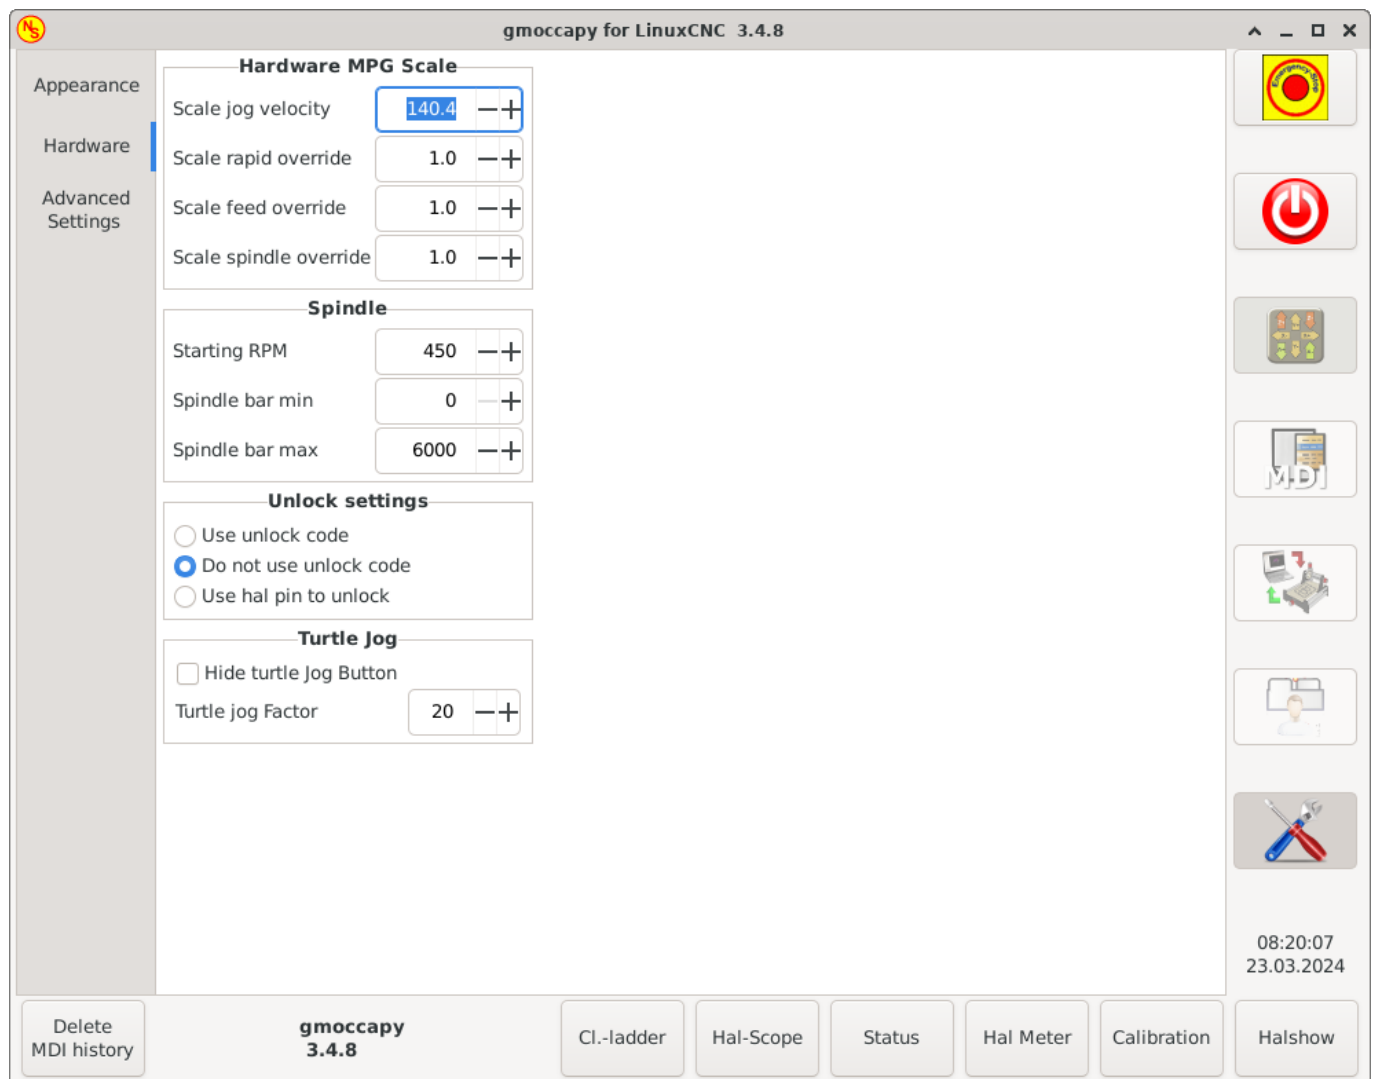 NS
gmoccapy for LinuxCNC 3.4.8
Appearance
Hardware
Advanced
Settings
Hardware MPG Scale
Scale jog velocity 140.4
Scale rapid override 1.0
Scale feed override 1.0
Scale spindle override 1.0
Spindle
Starting RPM 450
Spindle bar min 0
Spindle bar max 6000
Unlock settings
Use unlock code
Do not use unlock code
Use hal pin to unlock
Turtle Jog
Hide turtle Jog Button
Turtle jog Factor 20
Emergency-Stop
MDI
08:20:07
23.03.2024
Delete
MDI history
gmoccapy
3.4.8
Cl.-ladder
Hal-Scope
Status
Hal Meter
Calibration
Halshow